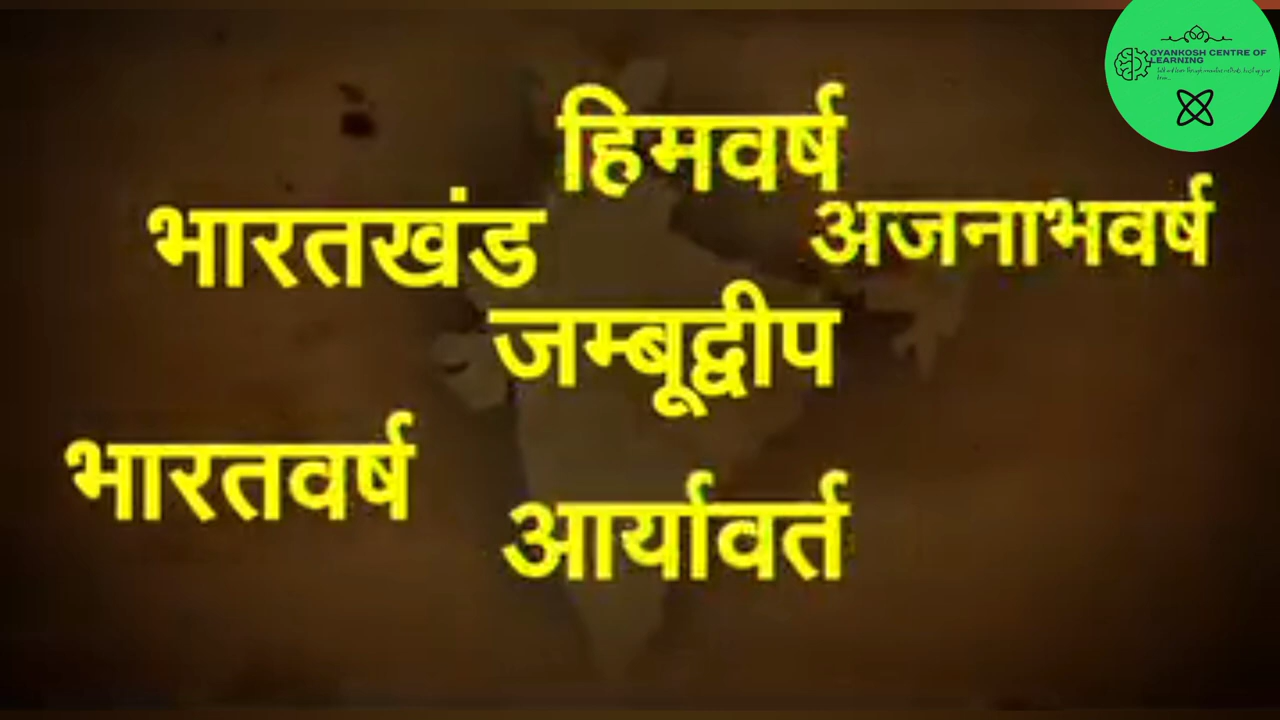 GYANKOSH CENTRE OF
LEARNING
हिमवर्ष
भारतखंड
अजनाभवर्ष
जम्बूद्वीप
भारतवर्ष
आर्यावर्त